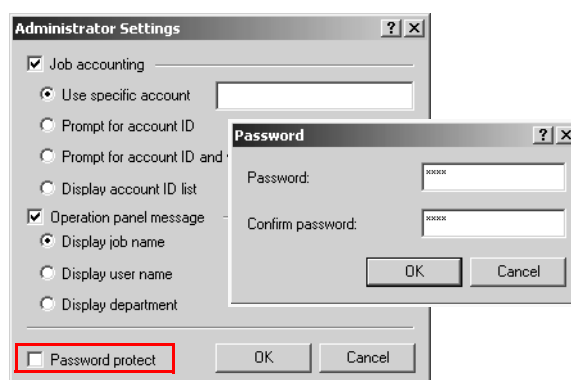 Administrator Settings
Job accounting
Use specific account
Prompt for account ID
Prompt for account ID and
Display account ID list
Operation panel message
Display job name
Display user name
Display department
Password protect
OK
Cancel
Password
Password:
xxxx
Confirm password:
xxxx
OK
Cancel